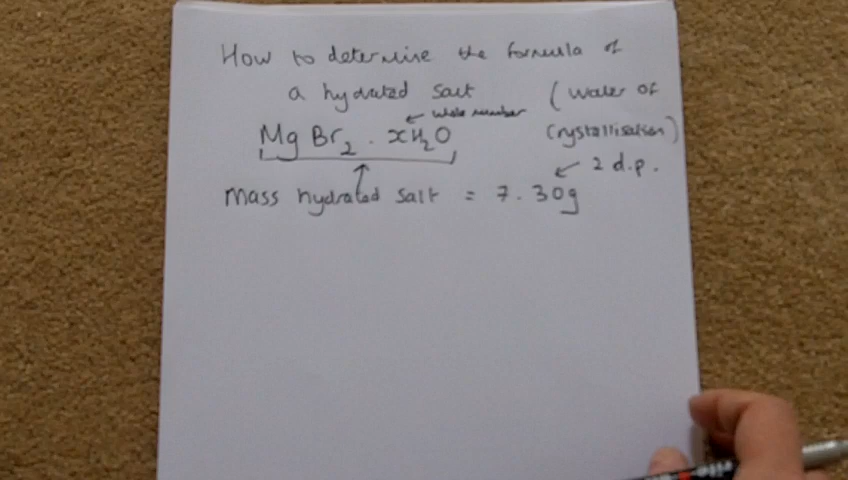 How to determine the formula of
a hydrated salt (water of
crystallisation)
← whole number
MgBr₂ . xH₂O
← 2 d.p.
Mass hydrated salt = 7.30g